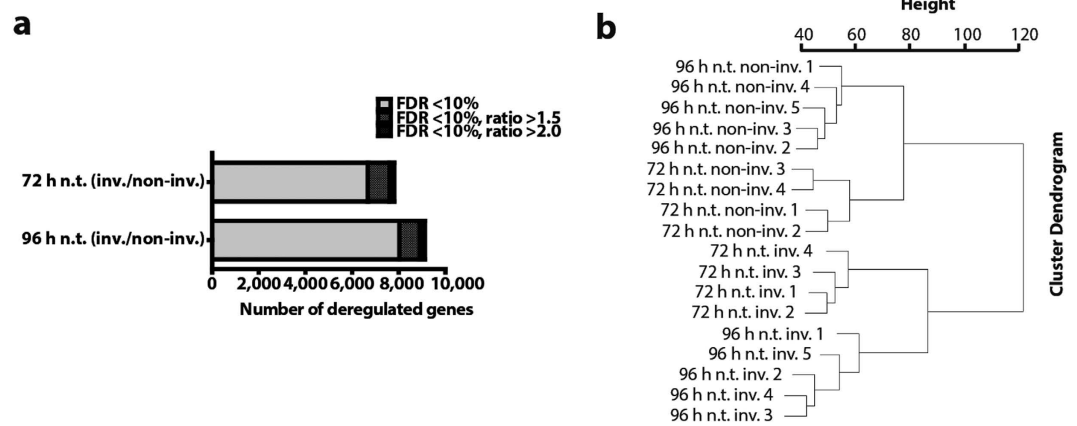 a
FDR <10%
FDR <10%, ratio >1.5
FDR <10%, ratio >2.0
72 h n.t. (inv./non-inv.)
96 h n.t. (inv./non-inv.)
0 2,000 4,000 6,000 8,000 10,000
Number of deregulated genes
b
Height
40 60 80 100 120
96 h n.t. non-inv. 1
96 h n.t. non-inv. 4
96 h n.t. non-inv. 5
96 h n.t. non-inv. 3
96 h n.t. non-inv. 2
72 h n.t. non-inv. 3
72 h n.t. non-inv. 4
72 h n.t. non-inv. 1
72 h n.t. non-inv. 2
72 h n.t. inv. 4
72 h n.t. inv. 3
72 h n.t. inv. 1
72 h n.t. inv. 2
96 h n.t. inv. 1
96 h n.t. inv. 5
96 h n.t. inv. 2
96 h n.t. inv. 4
96 h n.t. inv. 3
Cluster Dendrogram